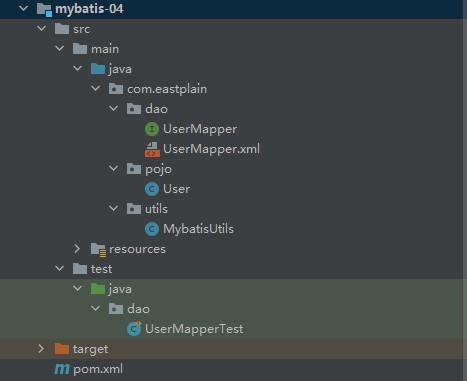 mybatis-04
src
main
java
com.eastplain
dao
UserMapper
UserMapper.xml
pojo
User
utils
MybatisUtils
resources
test
java
dao
UserMapperTest
target
pom.xml